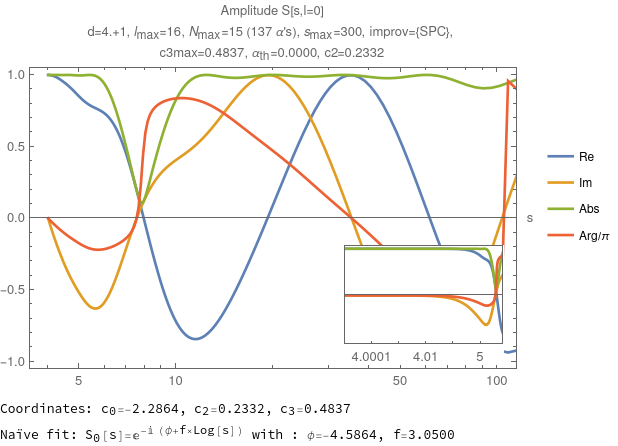 Amplitude S[s,l=0]
d=4.+1, lmax=16, Nmax=15 (137 α's), smax=300, improv={SPC},
c3max=0.4837, αth=0.0000, c2=0.2332
1.0
0.5
0.0
−0.5
−1.0
s
Re
Im
Abs
Arg/π
4.0001 4.01 5
5 10 50 100
Coordinates: c0=-2.2864, c2=0.2332, c3=0.4837
Naïve fit: S0[s]=e^-i (ϕ+f×Log[s]) with : ϕ=-4.5864, f=3.0500